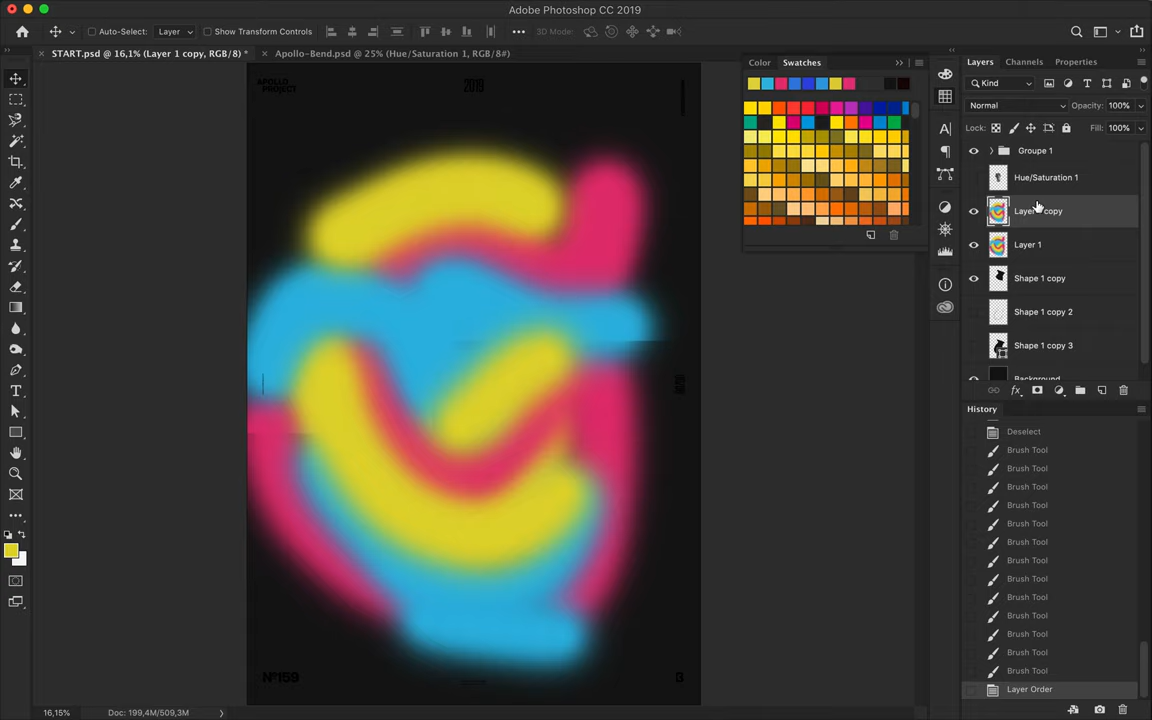 Adobe Photoshop CC 2019
Auto-Select:
Layer
Show Transform Controls
3D Mode:
START.psd @ 16,1% (Layer 1 copy, RGB/8) *
Apollo-Bend.psd @ 25% (Hue/Saturation 1, RGB/8#)
Color
Swatches
Layers
Channels
Properties
Kind
Normal
Opacity: 100%
Lock:
Fill: 100%
Groupe 1
Hue/Saturation 1
Layer 1 copy
Layer 1
Shape 1 copy
Shape 1 copy 2
Shape 1 copy 3
Background
History
Deselect
Brush Tool
Brush Tool
Brush Tool
Brush Tool
Brush Tool
Brush Tool
Brush Tool
Brush Tool
Brush Tool
Brush Tool
Brush Tool
Brush Tool
Brush Tool
Layer Order
APOLLO
PROJECT
2019
Nº159
B
16,15%
Doc: 199,4M/509,3M